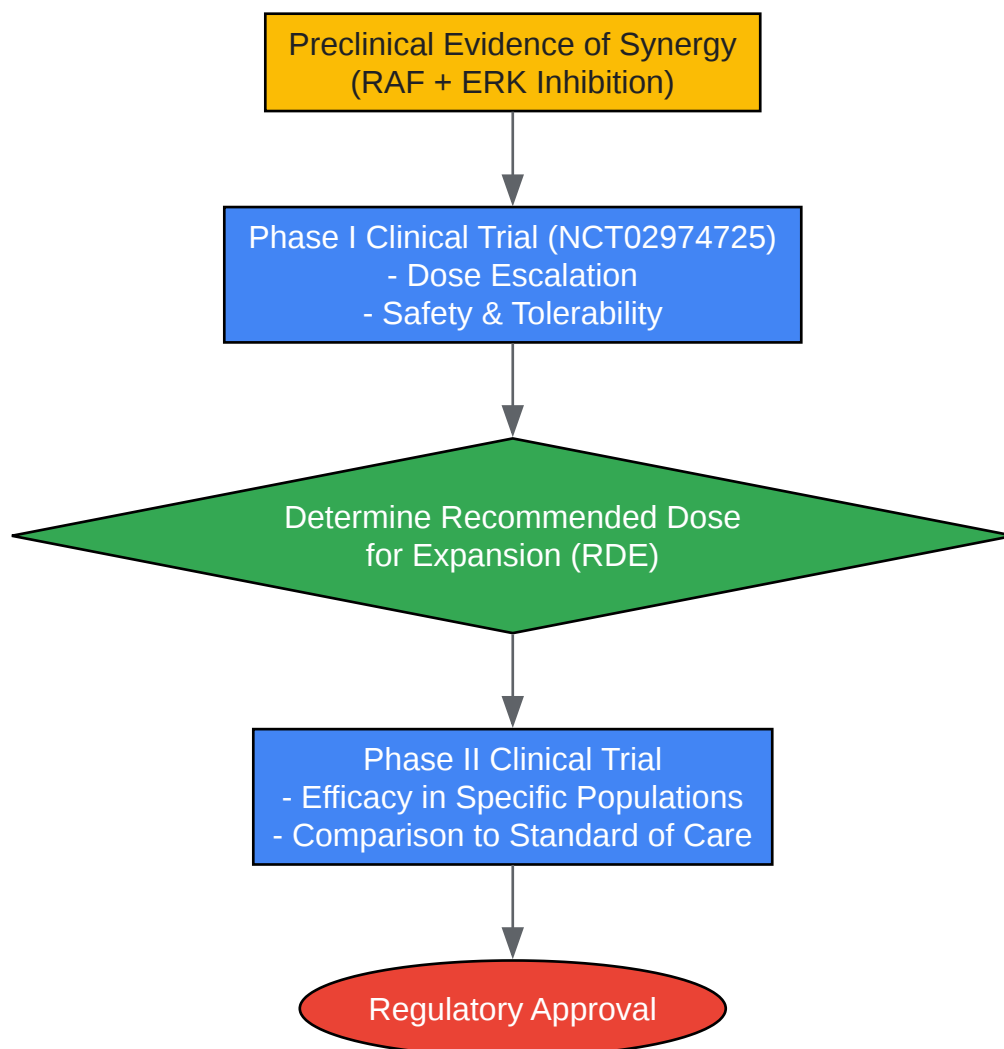 Preclinical Evidence of Synergy
(RAF + ERK Inhibition)
Phase I Clinical Trial (NCT02974725)
- Dose Escalation
- Safety & Tolerability
Determine Recommended Dose
for Expansion (RDE)
Phase II Clinical Trial
- Efficacy in Specific Populations
- Comparison to Standard of Care
Regulatory Approval